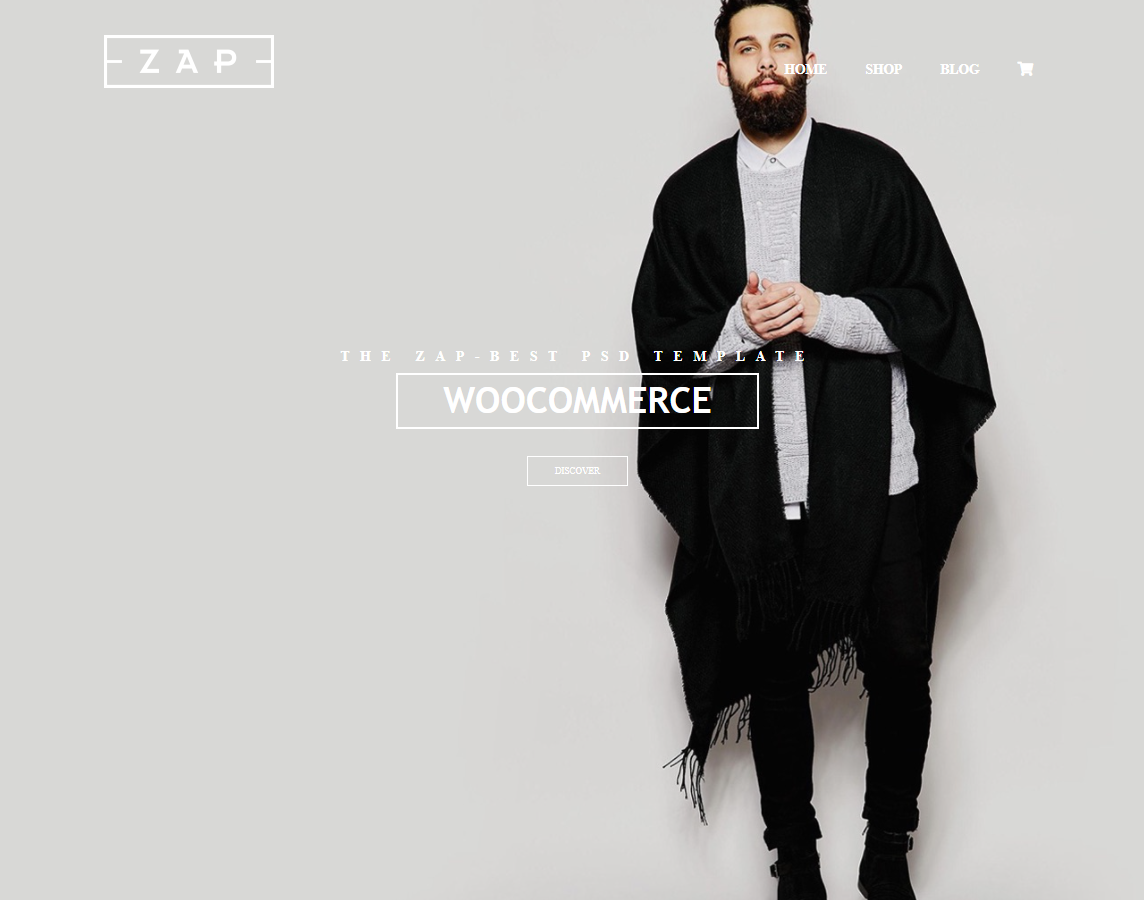 ZAP
HOME SHOP BLOG
THE ZAP-BEST PSD TEMPLATE
WOOCOMMERCE
DISCOVER